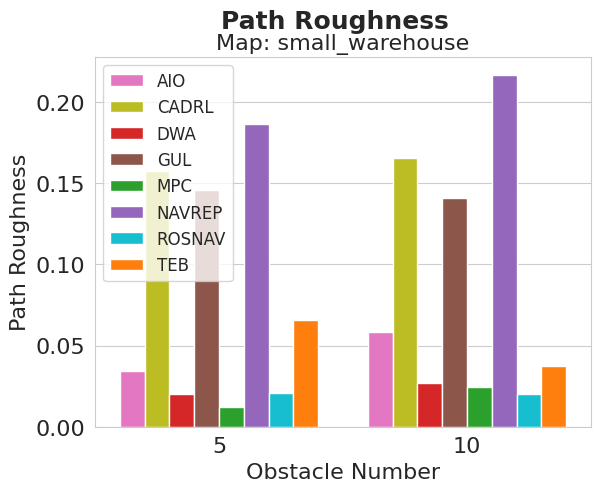 Path Roughness
Map: small_warehouse
Path Roughness
0.20
0.15
0.10
0.05
0.00
AIO
CADRL
DWA
GUL
MPC
NAVREP
ROSNAV
TEB
5
10
Obstacle Number